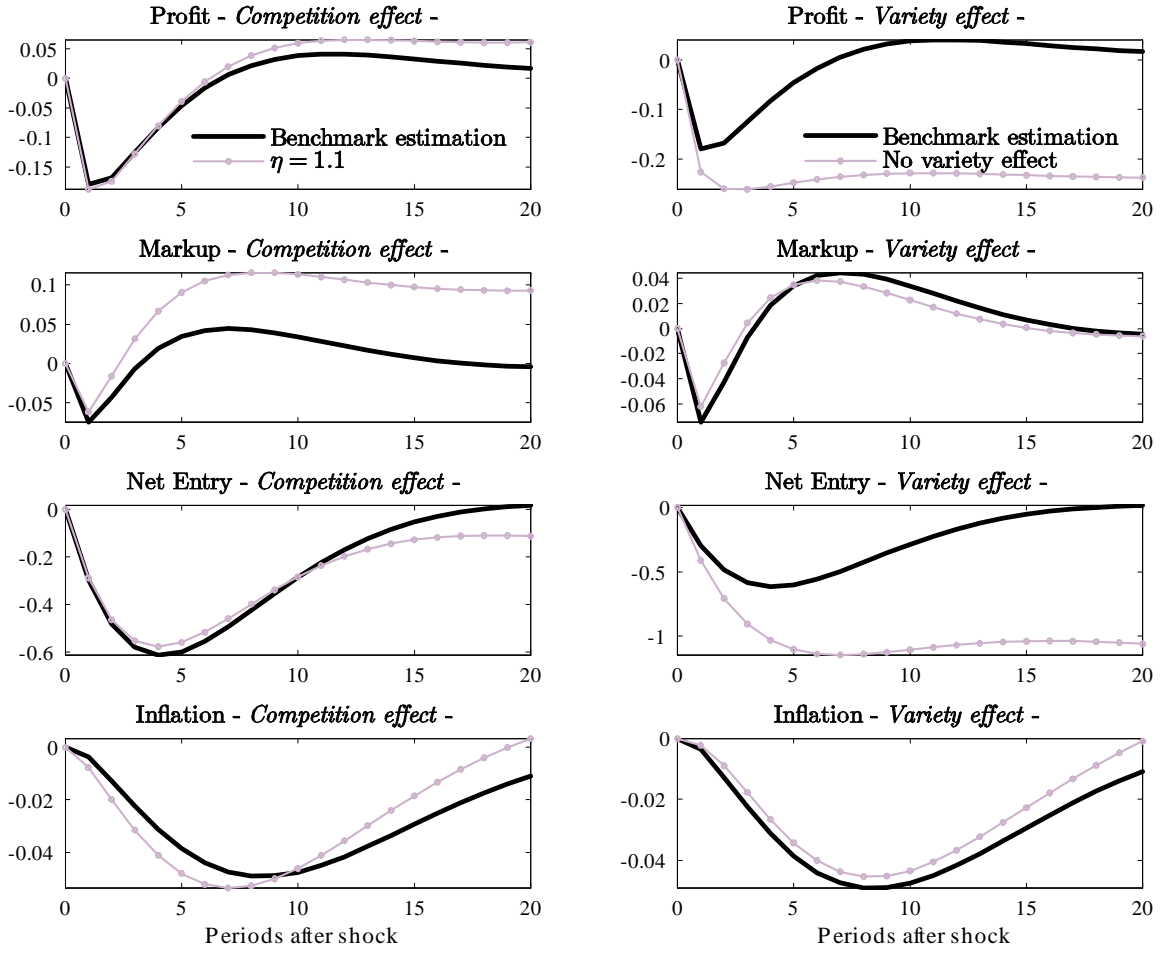 Profit - Competition effect -
0.05
0
-0.05
-0.1
-0.15
Benchmark estimation
η = 1.1
0 5 10 15 20
Profit - Variety effect -
0
-0.1
-0.2
Benchmark estimation
No variety effect
0 5 10 15 20
Markup - Competition effect -
0.1
0.05
0
-0.05
0 5 10 15 20
Markup - Variety effect -
0.04
0.02
0
-0.02
-0.04
-0.06
0 5 10 15 20
Net Entry - Competition effect -
0
-0.2
-0.4
-0.6
0 5 10 15 20
Net Entry - Variety effect -
0
-0.5
-1
0 5 10 15 20
Inflation - Competition effect -
0
-0.02
-0.04
0 5 10 15 20
Periods after shock
Inflation - Variety effect -
0
-0.02
-0.04
0 5 10 15 20
Periods after shock